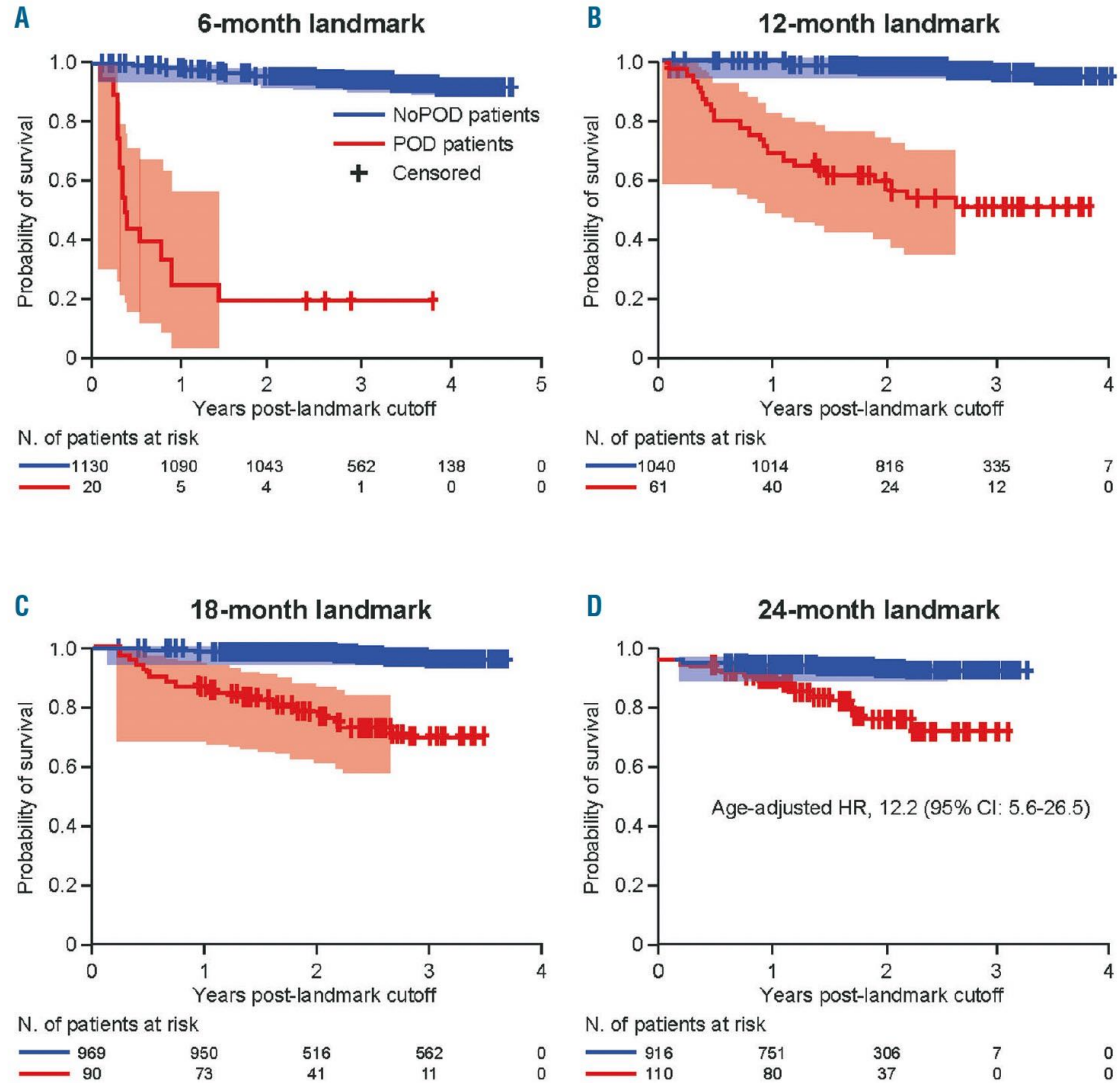 A
6-month landmark
Probability of survival
1.0
0.8
0.6
0.4
0.2
0
NoPOD patients
POD patients
Censored
0 1 2 3 4 5
Years post-landmark cutoff
N. of patients at risk
1130 1090 1043 562 138 0
20 5 4 1 0 0
B
12-month landmark
Probability of survival
1.0
0.8
0.6
0.4
0.2
0
0 1 2 3 4
Years post-landmark cutoff
N. of patients at risk
1040 1014 816 335 7
61 40 24 12 0
C
18-month landmark
Probability of survival
1.0
0.8
0.6
0.4
0.2
0
0 1 2 3 4
Years post-landmark cutoff
N. of patients at risk
969 950 516 562 0
90 73 41 11 0
D
24-month landmark
Probability of survival
1.0
0.8
0.6
0.4
0.2
0
Age-adjusted HR, 12.2 (95% CI: 5.6-26.5)
0 1 2 3 4
Years post-landmark cutoff
N. of patients at risk
916 751 306 7 0
110 80 37 0 0